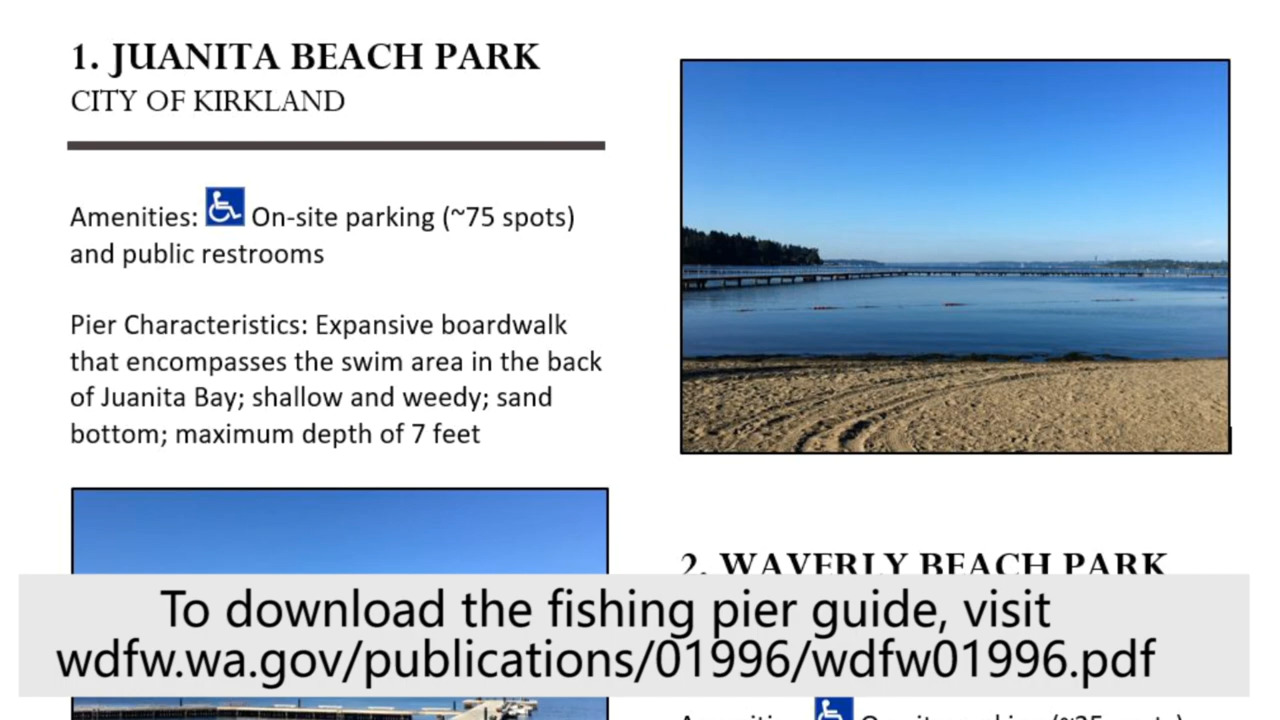 1. JUANITA BEACH PARK
CITY OF KIRKLAND
Amenities: On-site parking (~75 spots)
and public restrooms
Pier Characteristics: Expansive boardwalk
that encompasses the swim area in the back
of Juanita Bay; shallow and weedy; sand
bottom; maximum depth of 7 feet
2. WAVERLY BEACH PARK
To download the fishing pier guide, visit
wdfw.wa.gov/publications/01996/wdfw01996.pdf